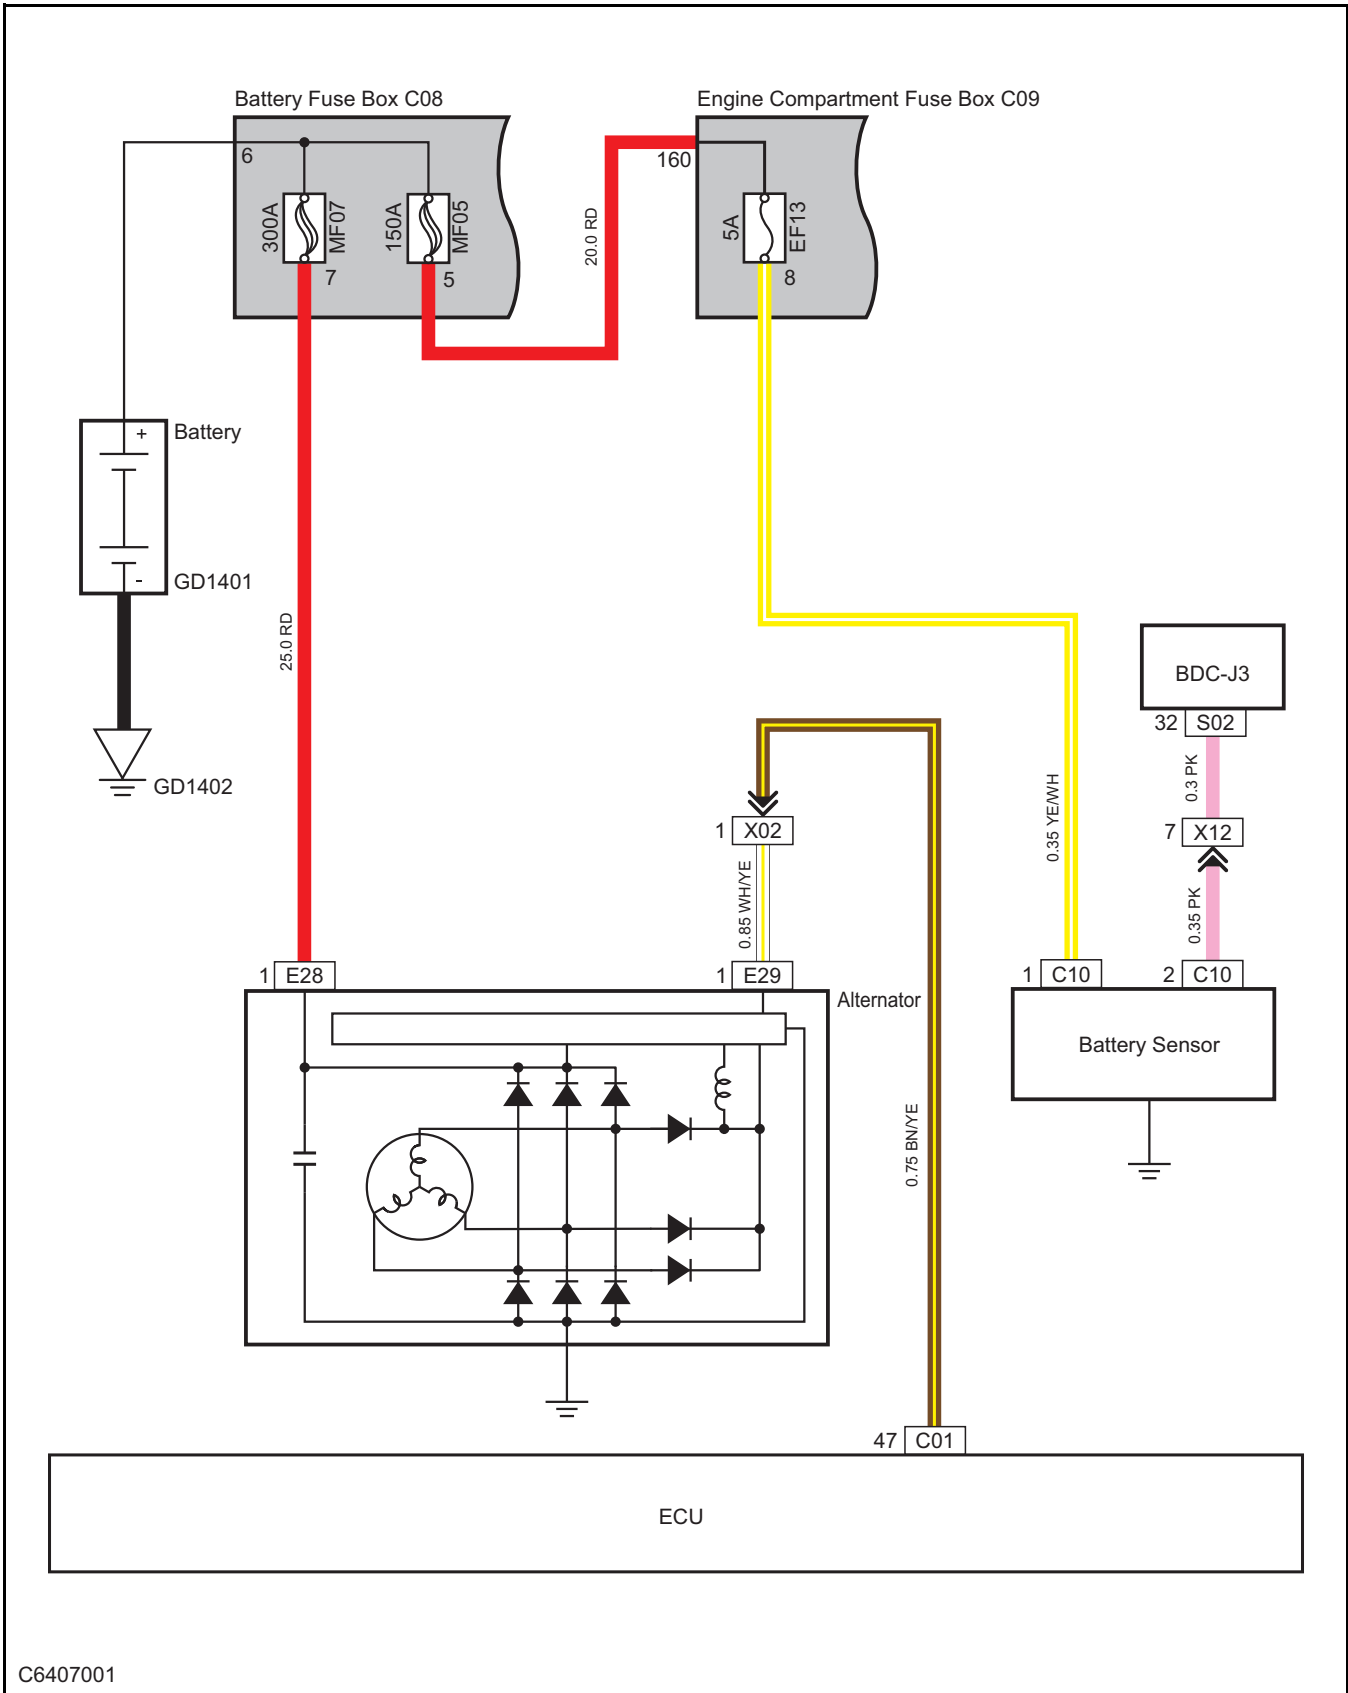 Battery Fuse Box C08
Engine Compartment Fuse Box C09
6
160
300A
MF07
150A
MF05
20.0 RD
5A
EF13
7
5
8
+
Battery
-
GD1401
25.0 RD
BDC-J3
32
S02
GD1402
0.3 PK
0.35 YE/WH
1
X02
7
X12
0.85 WH/YE
0.35 PK
1
E28
1
E29
1
C10
2
C10
Alternator
Battery Sensor
0.75 BN/YE
47
C01
ECU
C6407001